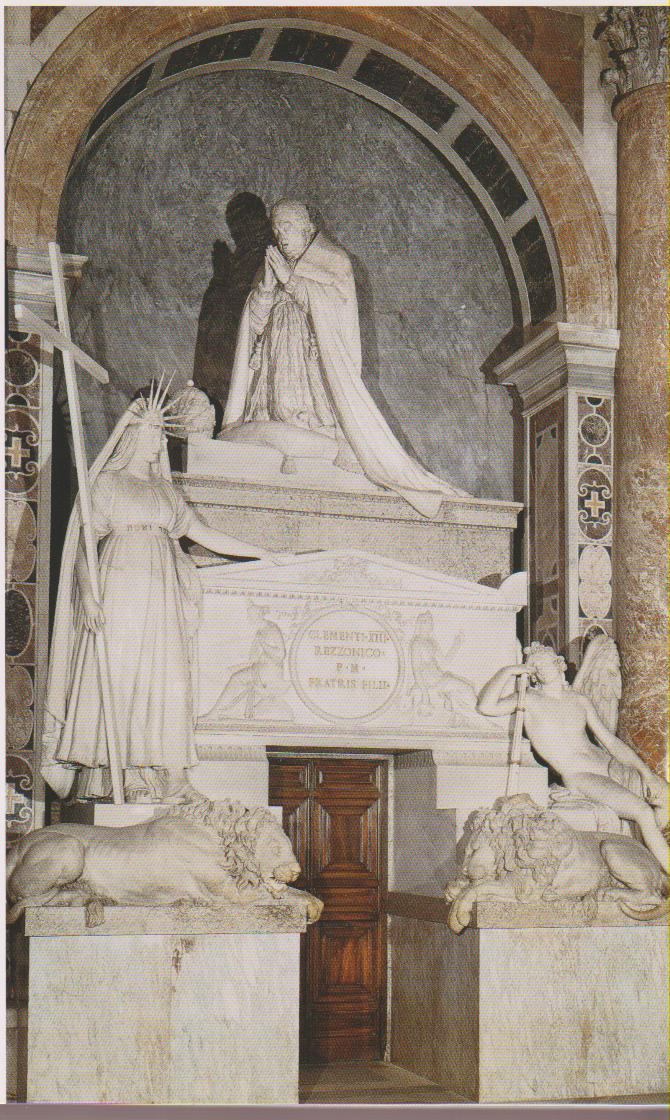 CLEMENTI·XIII·
REZZONICO·
P·M·
FRATRIS FILII·